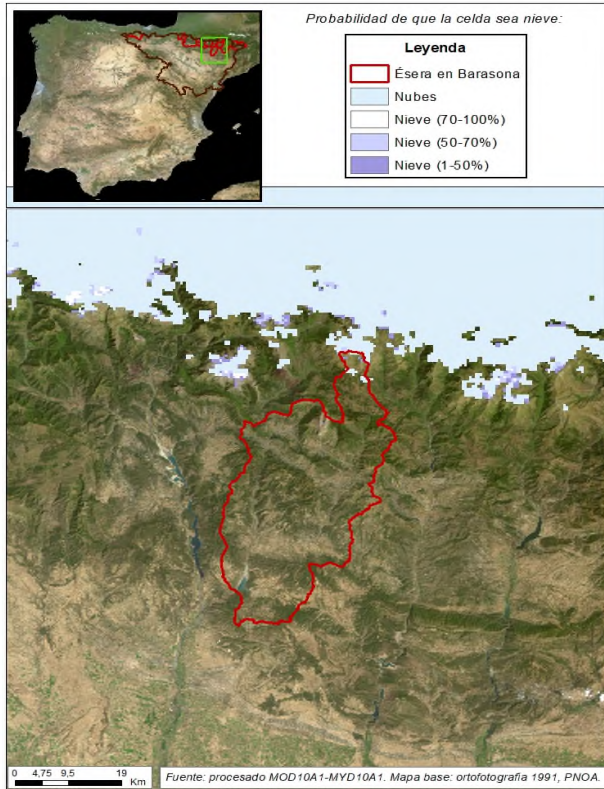 Probabilidad de que la celda sea nieve:
Leyenda
Ésera en Barasona
Nubes
Nieve (70-100%)
Nieve (50-70%)
Nieve (1-50%)
0 4,75 9,5 19
Km
Fuente: procesado MOD10A1-MYD10A1. Mapa base: ortofotografia 1991, PNOA.